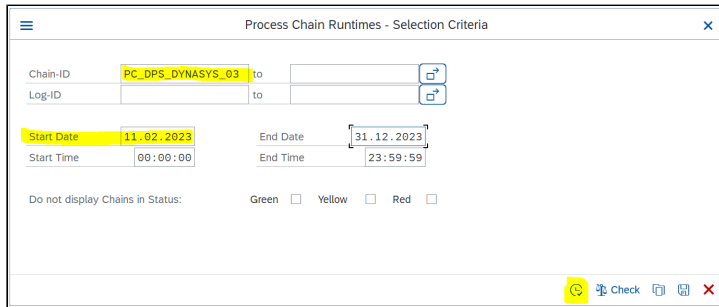 Process Chain Runtimes - Selection Criteria
Chain-ID PC_DPS_DYNASYS_03 to
Log-ID to
Start Date 11.02.2023 End Date 31.12.2023
Start Time 00:00:00 End Time 23:59:59
Do not display Chains in Status: Green Yellow Red
Check